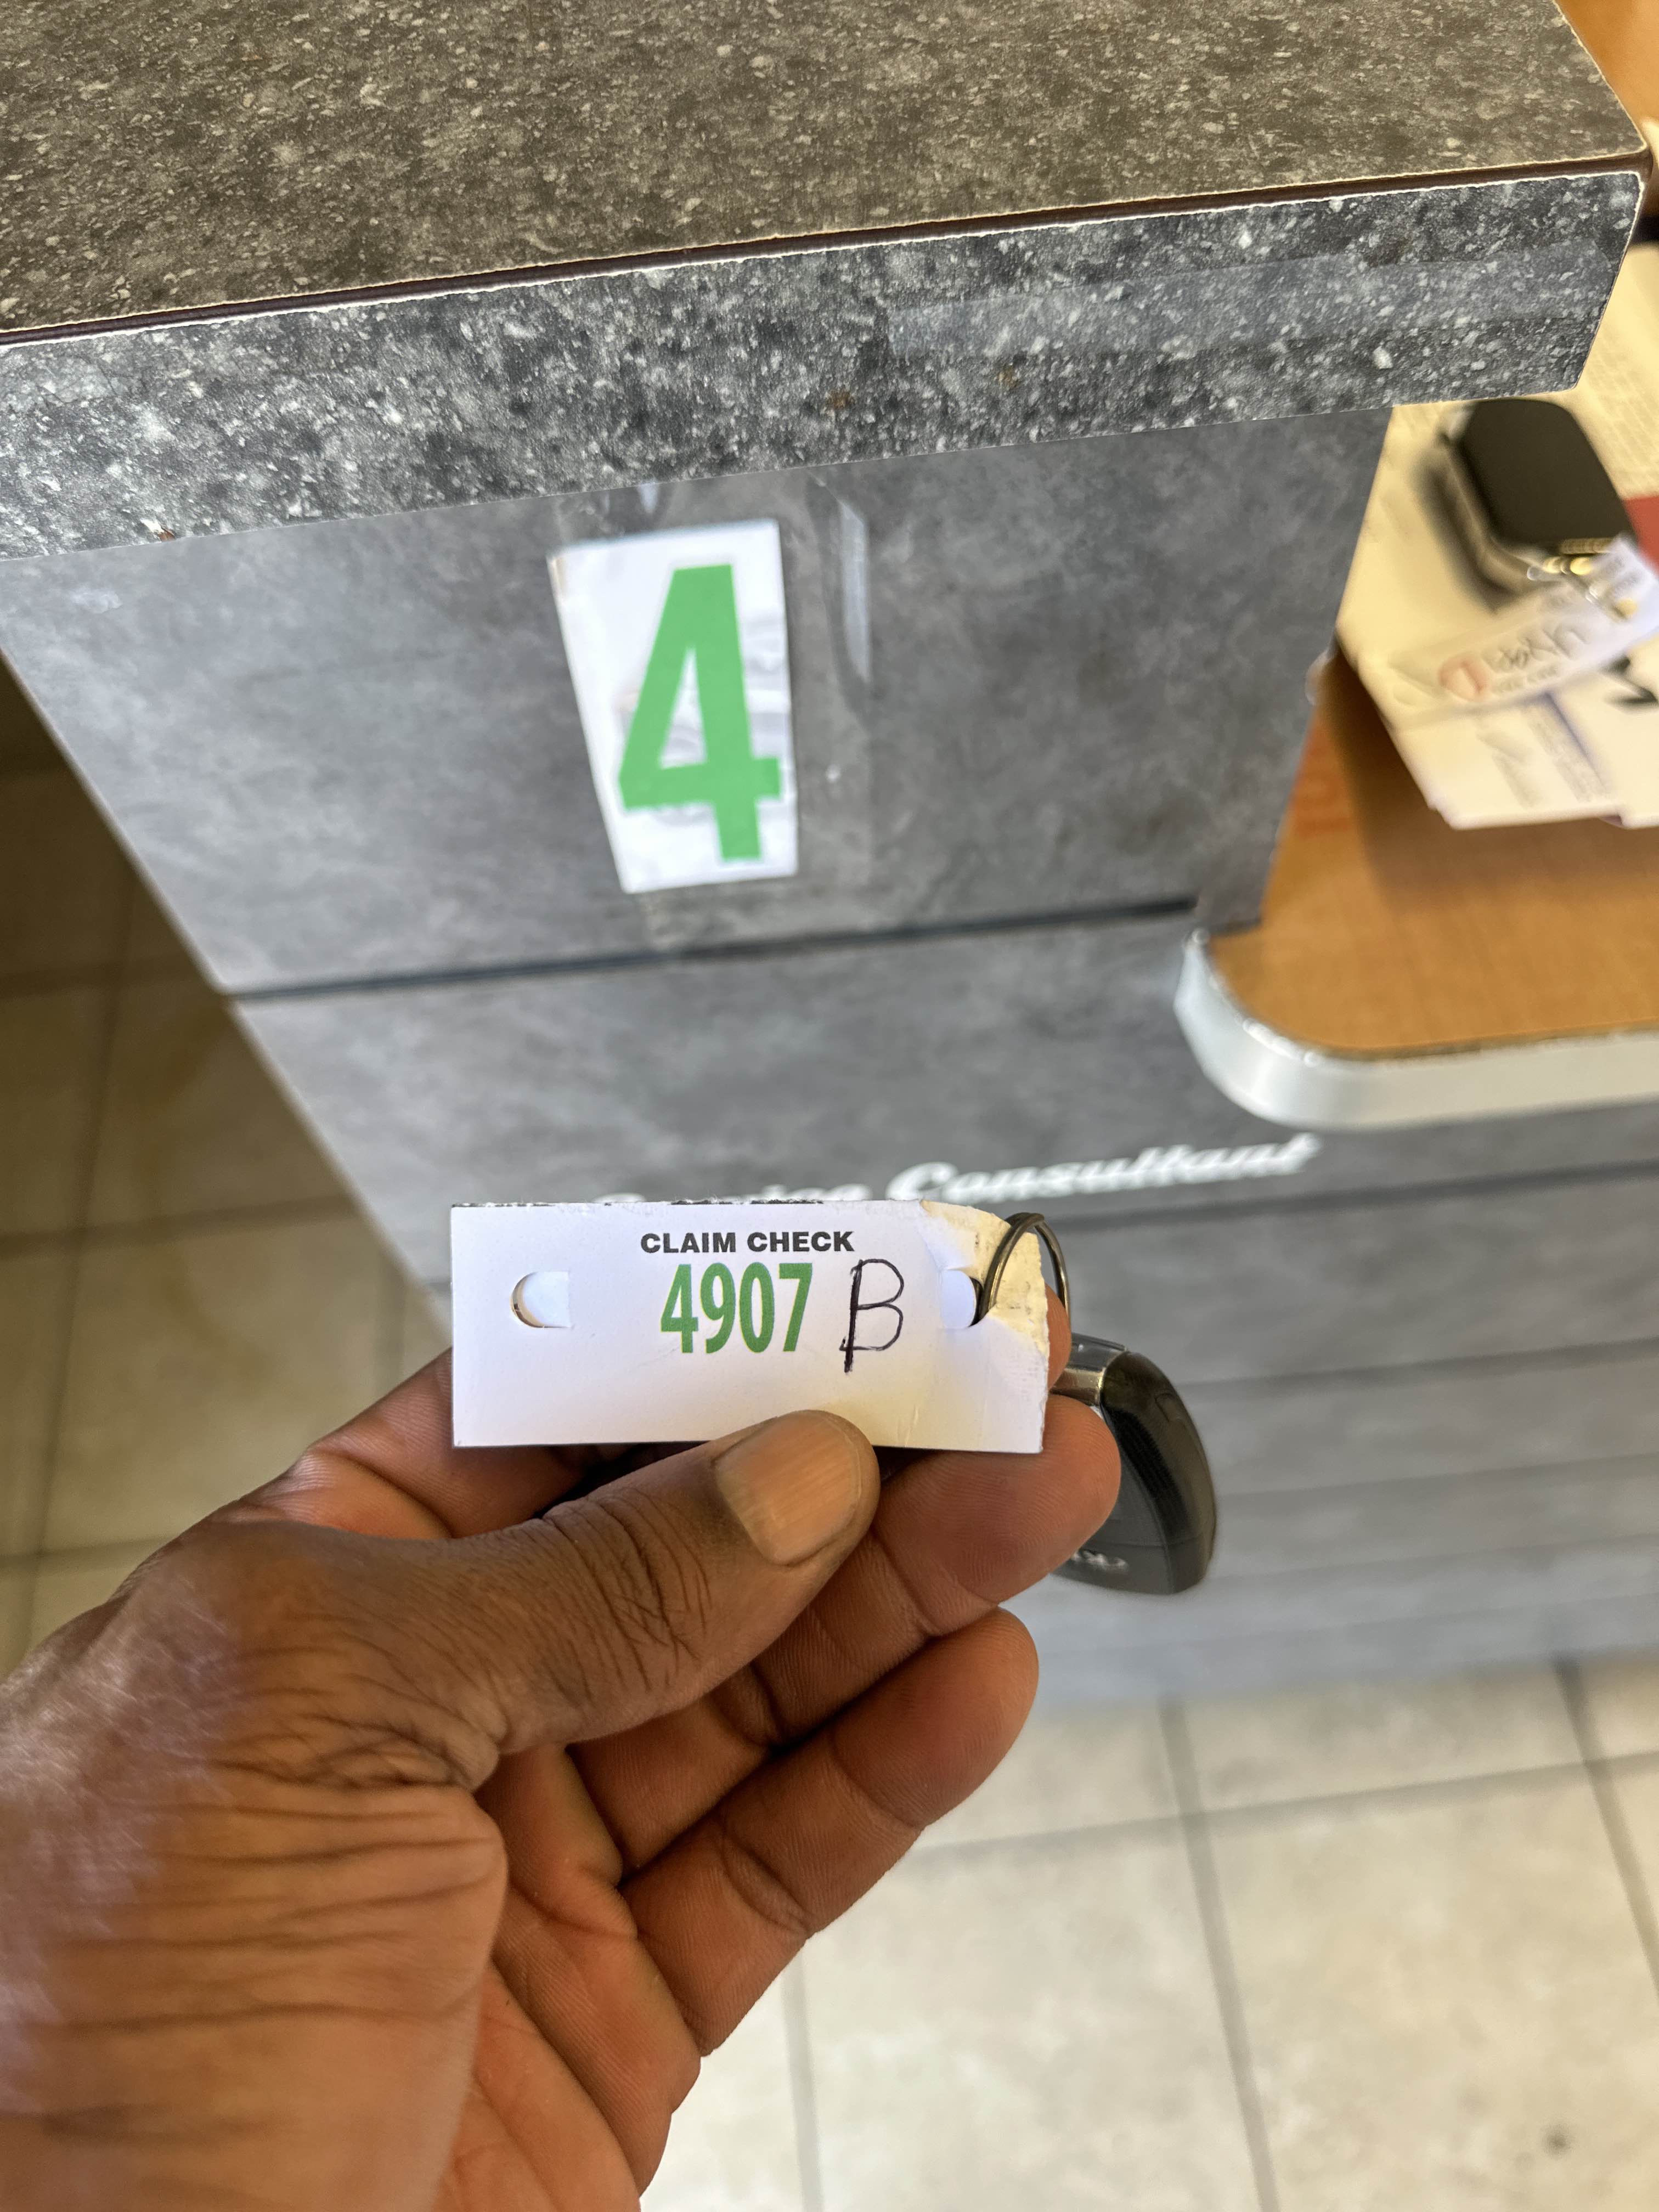 4
Consultant
CLAIM CHECK
4907 B